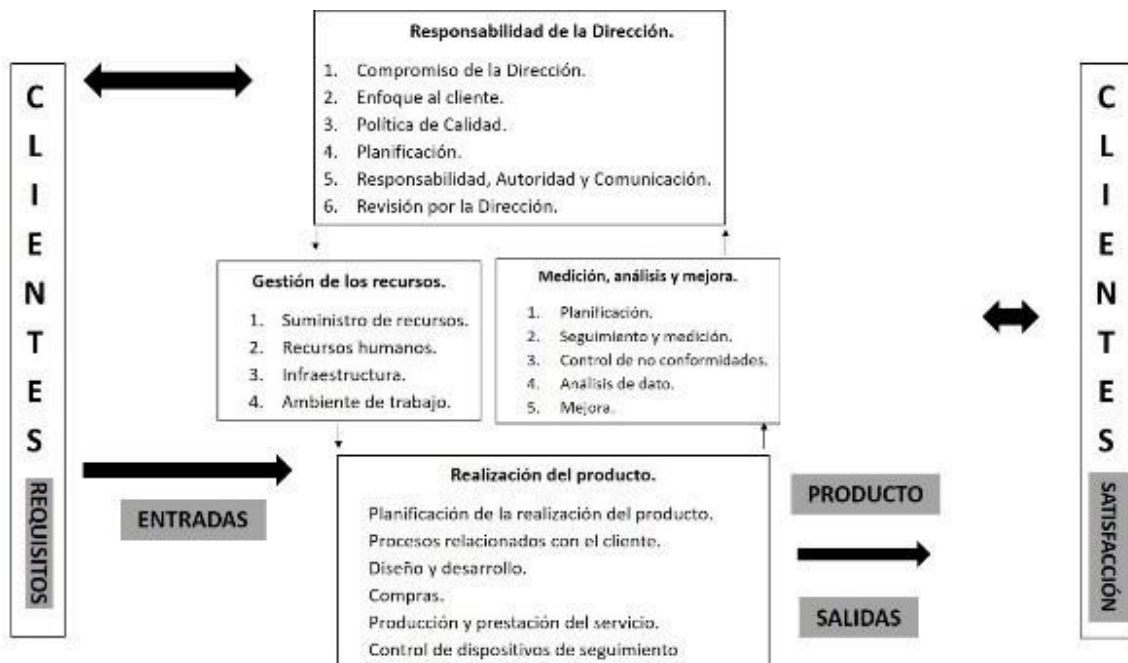 CLIENTES
REQUISITOS
Responsabilidad de la Dirección.
1. Compromiso de la Dirección.
2. Enfoque al cliente.
3. Política de Calidad.
4. Planificación.
5. Responsabilidad, Autoridad y Comunicación.
6. Revisión por la Dirección.
Gestión de los recursos.
1. Suministro de recursos.
2. Recursos humanos.
3. Infraestructura.
4. Ambiente de trabajo.
Medición, análisis y mejora.
1. Planificación.
2. Seguimiento y medición.
3. Control de no conformidades.
4. Análisis de dato.
5. Mejora.
ENTRADAS
Realización del producto.
Planificación de la realización del producto.
Procesos relacionados con el cliente.
Diseño y desarrollo.
Compras.
Producción y prestación del servicio.
Control de dispositivos de seguimiento
PRODUCTO
SALIDAS
CLIENTES
SATISFACCIÓN